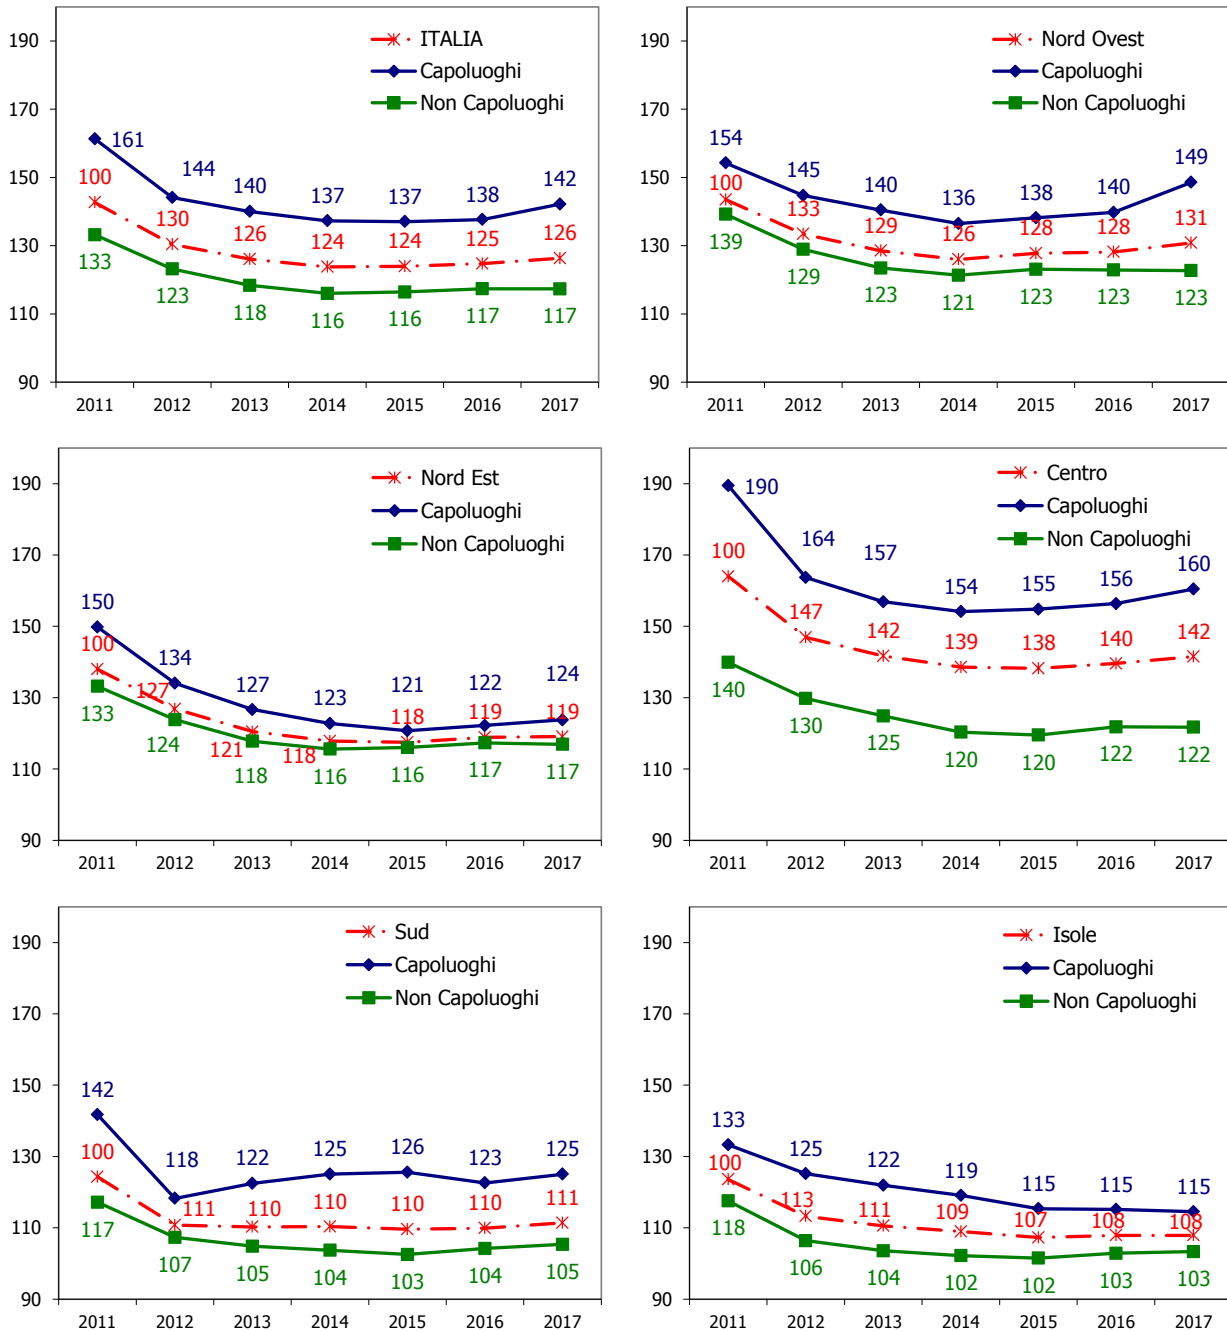 190
170
150
130
110
90
ITALIA
Capoluoghi
Non Capoluoghi
161 144 140 137 137 138 142
100 130 126 124 124 125 126
133 123 118 116 116 117 117
2011 2012 2013 2014 2015 2016 2017
190
170
150
130
110
90
Nord Ovest
Capoluoghi
Non Capoluoghi
154 145 140 136 138 140 149
100 133 129 126 128 128 131
139 129 123 121 123 123 123
2011 2012 2013 2014 2015 2016 2017
190
170
150
130
110
90
Nord Est
Capoluoghi
Non Capoluoghi
150 134 127 123 121 122 124
100 127 121 118 118 119 119
133 124 118 116 116 117 117
2011 2012 2013 2014 2015 2016 2017
190
170
150
130
110
90
Centro
Capoluoghi
Non Capoluoghi
190 164 157 154 155 156 160
100 147 142 139 138 140 142
140 130 125 120 120 122 122
2011 2012 2013 2014 2015 2016 2017
190
170
150
130
110
90
Sud
Capoluoghi
Non Capoluoghi
142 118 122 125 126 123 125
100 111 110 110 110 110 111
117 107 105 104 103 104 105
2011 2012 2013 2014 2015 2016 2017
190
170
150
130
110
90
Isole
Capoluoghi
Non Capoluoghi
133 125 122 119 115 115 115
100 113 111 109 107 108 108
118 106 104 102 102 103 103
2011 2012 2013 2014 2015 2016 2017